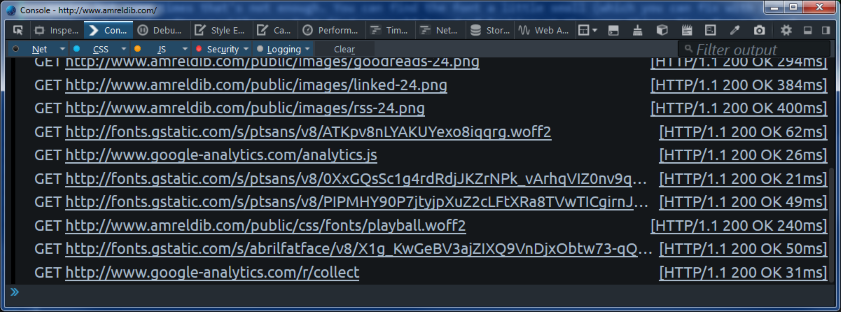 Console - http://www.amreldib.com/
Inspe... Con... Debu... Style E... Ca... Perform... Tim... Net... Stor... Web A...
Net CSS JS Security Logging Clear Filter output
GET http://www.amreldib.com/public/images/goodreads-24.png [HTTP/1.1 200 OK 294ms]
GET http://www.amreldib.com/public/images/linked-24.png [HTTP/1.1 200 OK 384ms]
GET http://www.amreldib.com/public/images/rss-24.png [HTTP/1.1 200 OK 400ms]
GET http://fonts.gstatic.com/s/ptsans/v8/ATKpv8nLYAKUYexo8iqqrg.woff2 [HTTP/1.1 200 OK 62ms]
GET http://www.google-analytics.com/analytics.js [HTTP/1.1 200 OK 26ms]
GET http://fonts.gstatic.com/s/ptsans/v8/0XxGQsSc1g4rdRdjJKZrNPk_vArhqVIZ0nv9q... [HTTP/1.1 200 OK 21ms]
GET http://fonts.gstatic.com/s/ptsans/v8/PIPMHY90P7jtyjpXuZ2cLFtXRa8TVwTICgirnJ... [HTTP/1.1 200 OK 49ms]
GET http://www.amreldib.com/public/css/fonts/playball.woff2 [HTTP/1.1 200 OK 240ms]
GET http://fonts.gstatic.com/s/abrilfatface/v8/X1g_KwGeBV3ajZIXQ9VnDjxObtw73-qQ... [HTTP/1.1 200 OK 50ms]
GET http://www.google-analytics.com/r/collect [HTTP/1.1 200 OK 31ms]